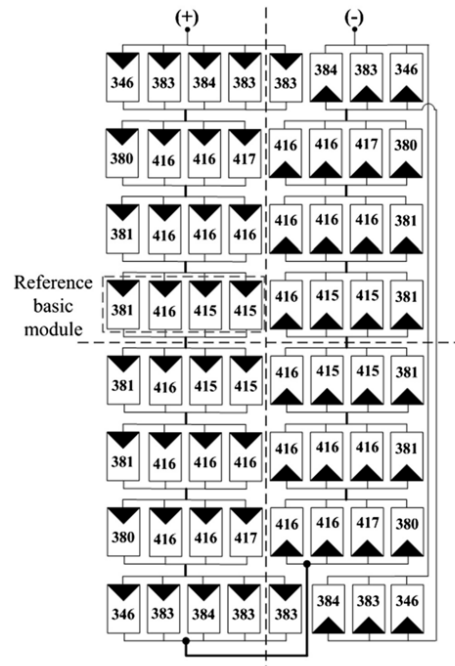 (+) (-)
346 383 384 383 383 384 383 346
380 416 416 417 416 416 417 380
381 416 416 416 416 416 416 381
Reference
basic
module
381 416 415 415 416 415 415 381
381 416 415 415 416 415 415 381
381 416 416 416 416 416 416 381
380 416 416 417 416 416 417 380
346 383 384 383 383 384 383 346